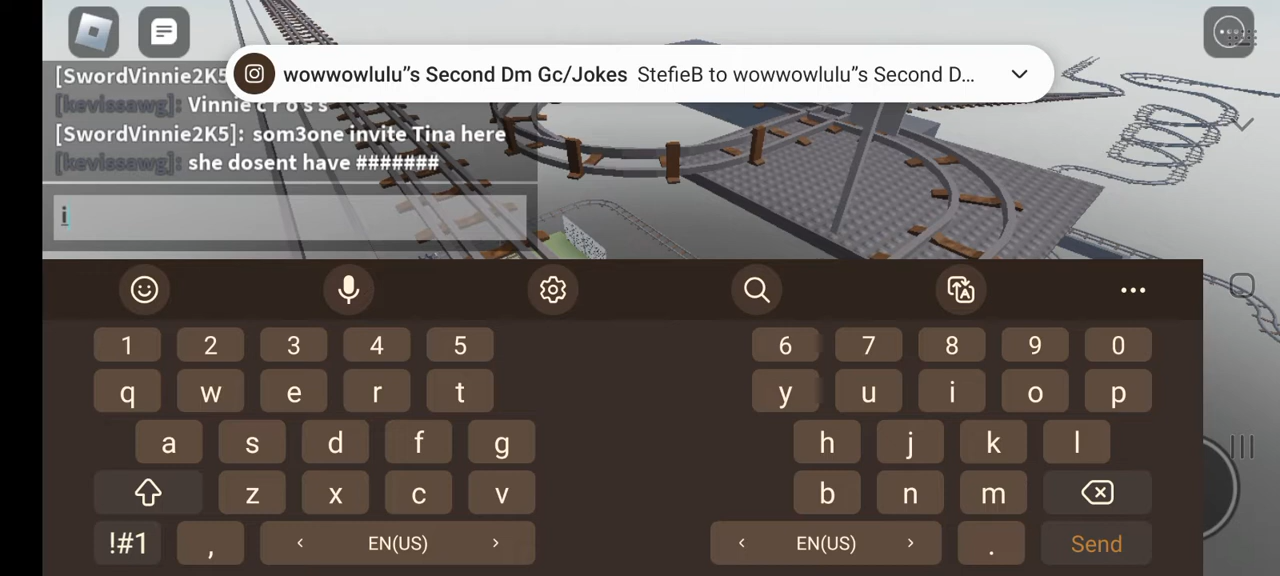 wowwowlulu”s Second Dm Gc/Jokes StefieB to wowwowlulu”s Second D...
[SwordVinnie2K5
[kevissawg]: Vinnie c r o s s
[SwordVinnie2K5]: som3one invite Tina here
[kevissawg]: she dosent have #######
i
1 2 3 4 5 6 7 8 9 0
q w e r t y u i o p
a s d f g h j k l
z x c v b n m
!#1 , < EN(US) > < EN(US) > . Send